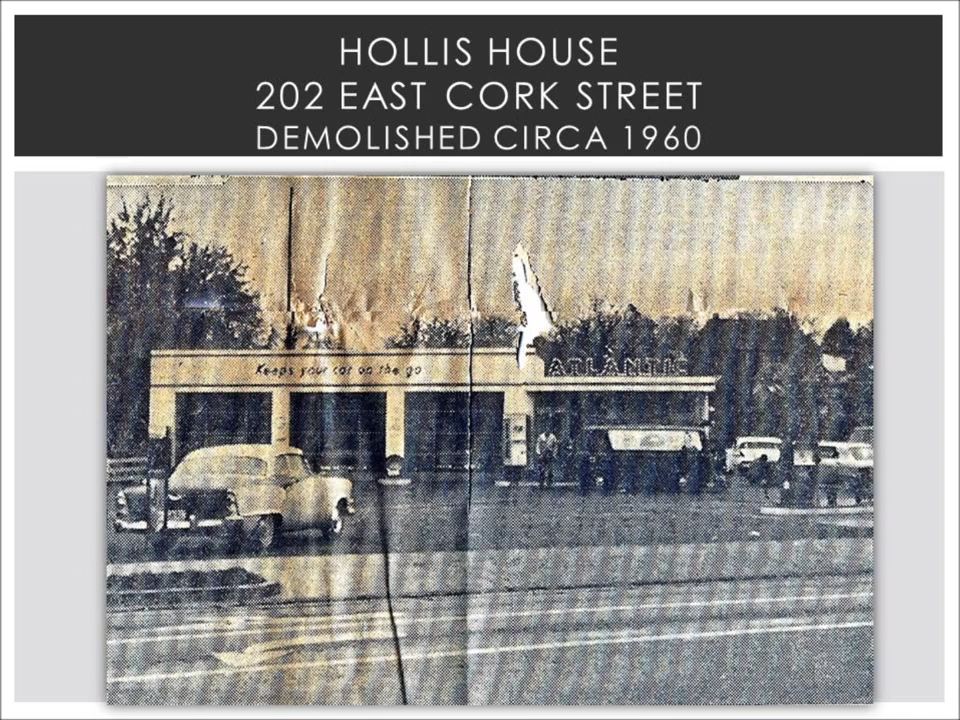 HOLLIS HOUSE
202 EAST CORK STREET
DEMOLISHED CIRCA 1960
Keeps your car on the go
ATLANTIC